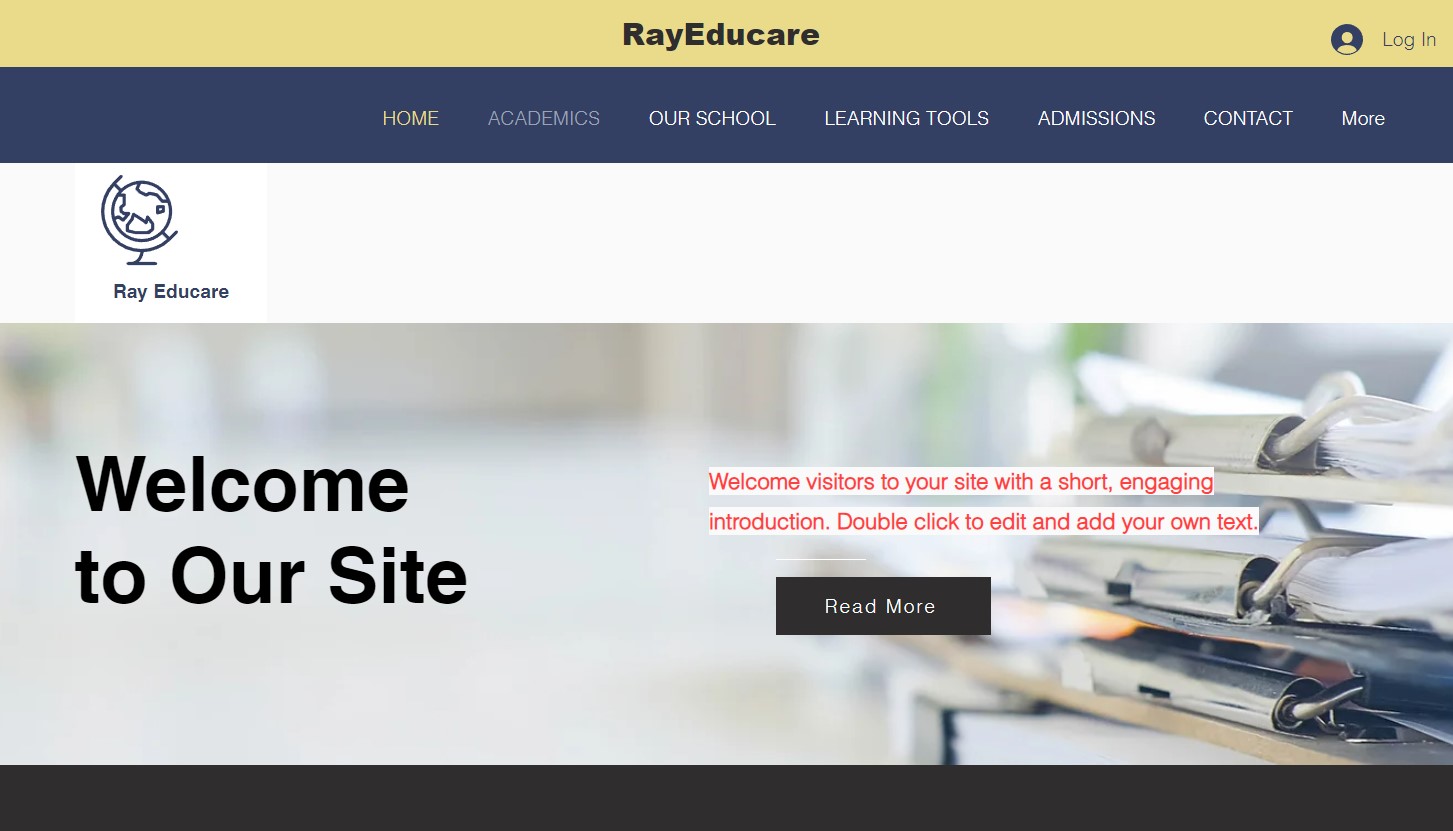 RayEducare
Log In
HOME ACADEMICS OUR SCHOOL LEARNING TOOLS ADMISSIONS CONTACT More
Ray Educare
Welcome
to Our Site
Welcome visitors to your site with a short, engaging
introduction. Double click to edit and add your own text.
Read More